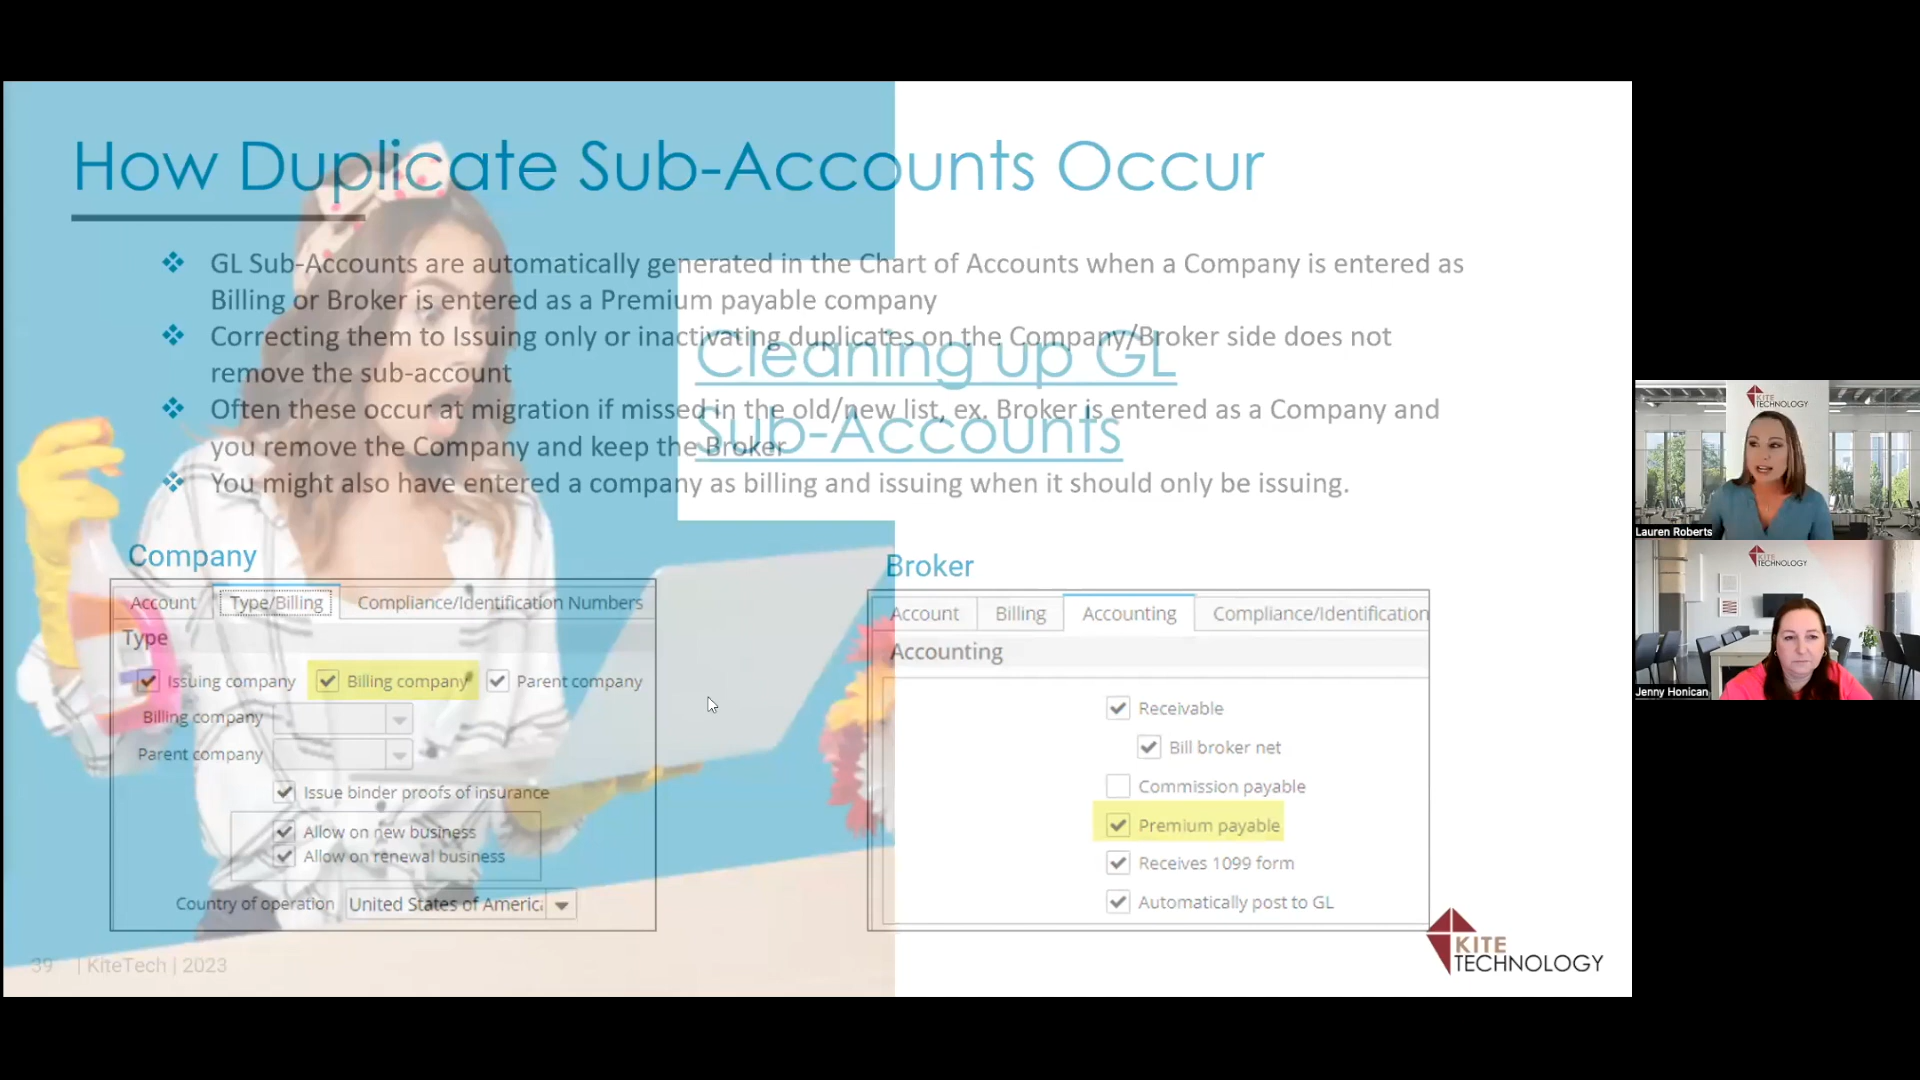 How Duplicate Sub-Accounts Occur
GL Sub-Accounts are automatically generated in the Chart of Accounts when a Company is entered as
Billing or Broker is entered as a Premium payable company
Correcting them to Issuing only or inactivating duplicates on the Company/Broker side does not
remove the sub-account
Often these occur at migration if missed in the old/new list, ex. Broker is entered as a Company and
you remove the Company and keep the Broker
You might also have entered a company as billing and issuing when it should only be issuing.
Cleaning up GL
Sub-Accounts
Company
Account Type/Billing Compliance/Identification Numbers
Type
Issuing company Billing company Parent company
Billing company
Parent company
Issue binder proofs of insurance
Allow on new business
Allow on renewal business
Country of operation United States of America
Broker
Account Billing Accounting Compliance/Identification
Accounting
Receivable
Bill broker net
Commission payable
Premium payable
Receives 1099 form
Automatically post to GL
39 | KiteTech | 2023
KITE
TECHNOLOGY
KITE
TECHNOLOGY
Lauren Roberts
KITE
TECHNOLOGY
Jenny Honican